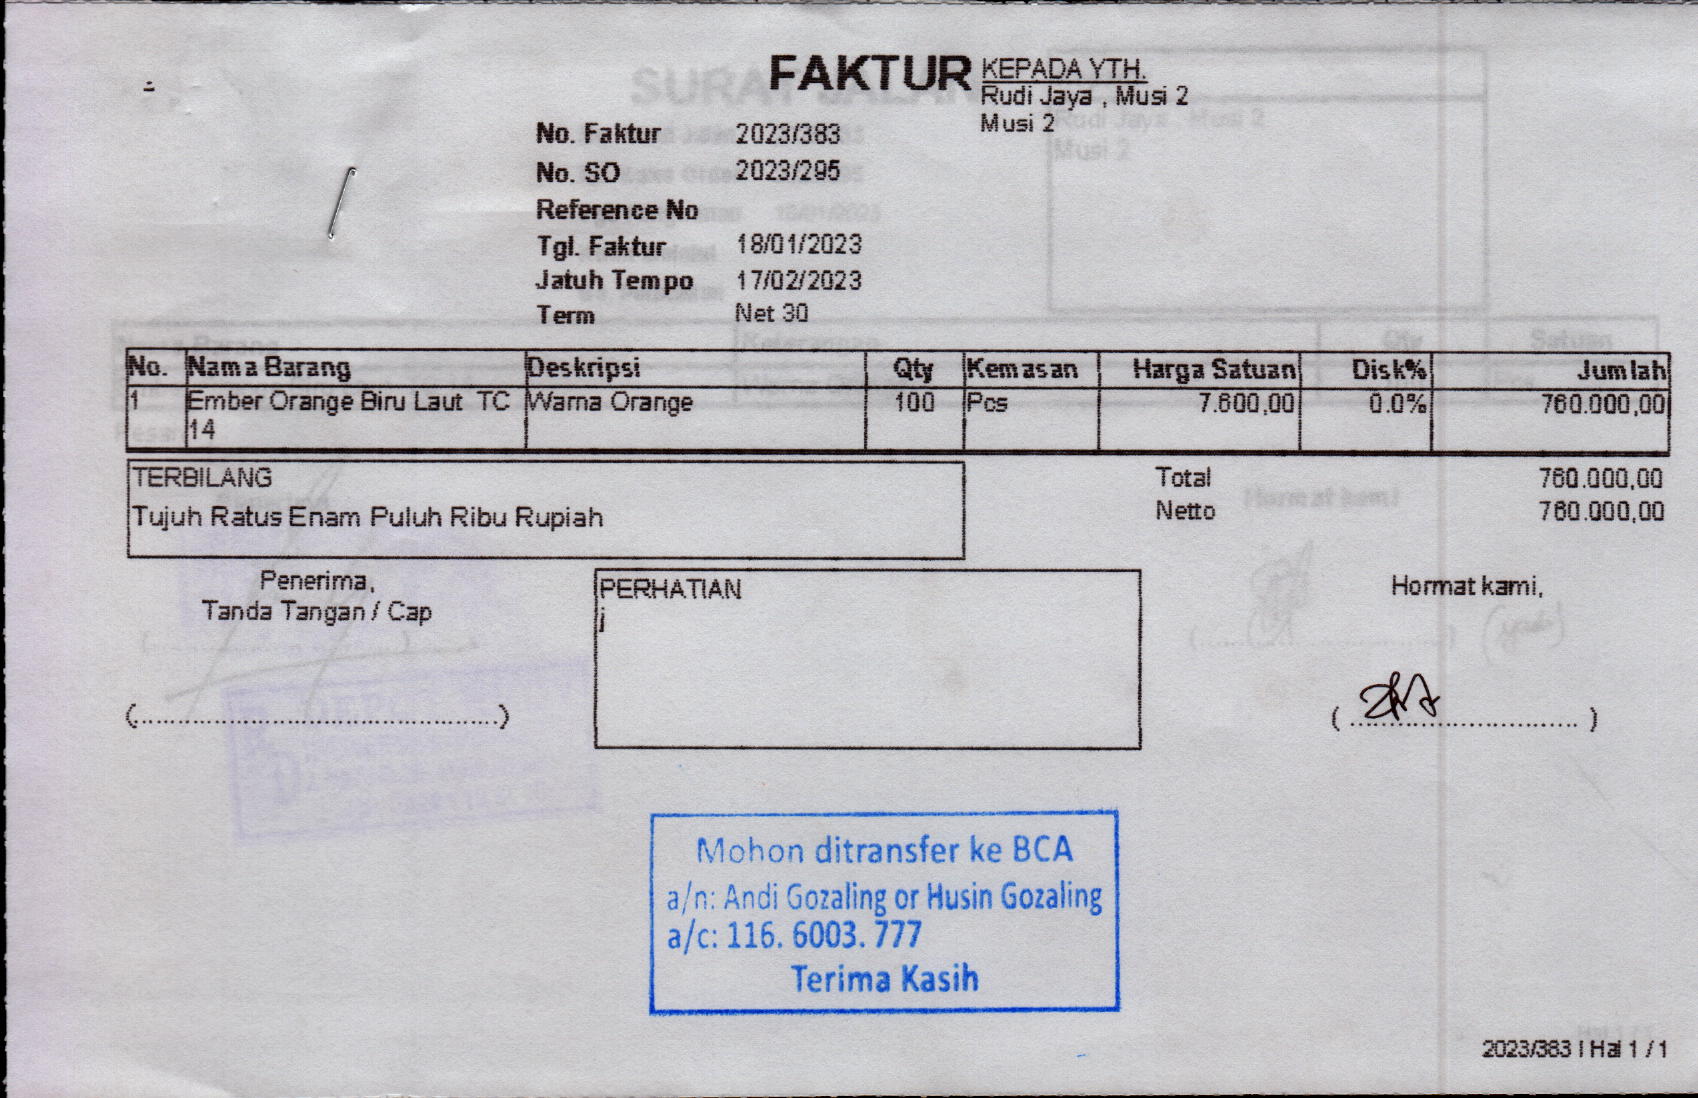 FAKTUR
KEPADA YTH.
Rudi Jaya , Musi 2
Musi 2
No. Faktur 2023/383
No. SO 2023/295
Reference No
Tgl. Faktur 18/01/2023
Jatuh Tempo 17/02/2023
Term Net 30
No. Nama Barang Deskripsi Qty Kemasan Harga Satuan Disk% Jumlah
1 Ember Orange Biru Laut TC Warna Orange 100 Pcs 7.600,00 0.0% 760.000,00
14
TERBILANG
Tujuh Ratus Enam Puluh Ribu Rupiah
Total 760.000,00
Netto 760.000,00
Penerima,
Tanda Tangan / Cap
(..................................................)
PERHATIAN
j
Hormat kami,
( ............................... )
Mohon ditransfer ke BCA
a/n: Andi Gozaling or Husin Gozaling
a/c: 116. 6003. 777
Terima Kasih
2023/383 I Hal 1 / 1